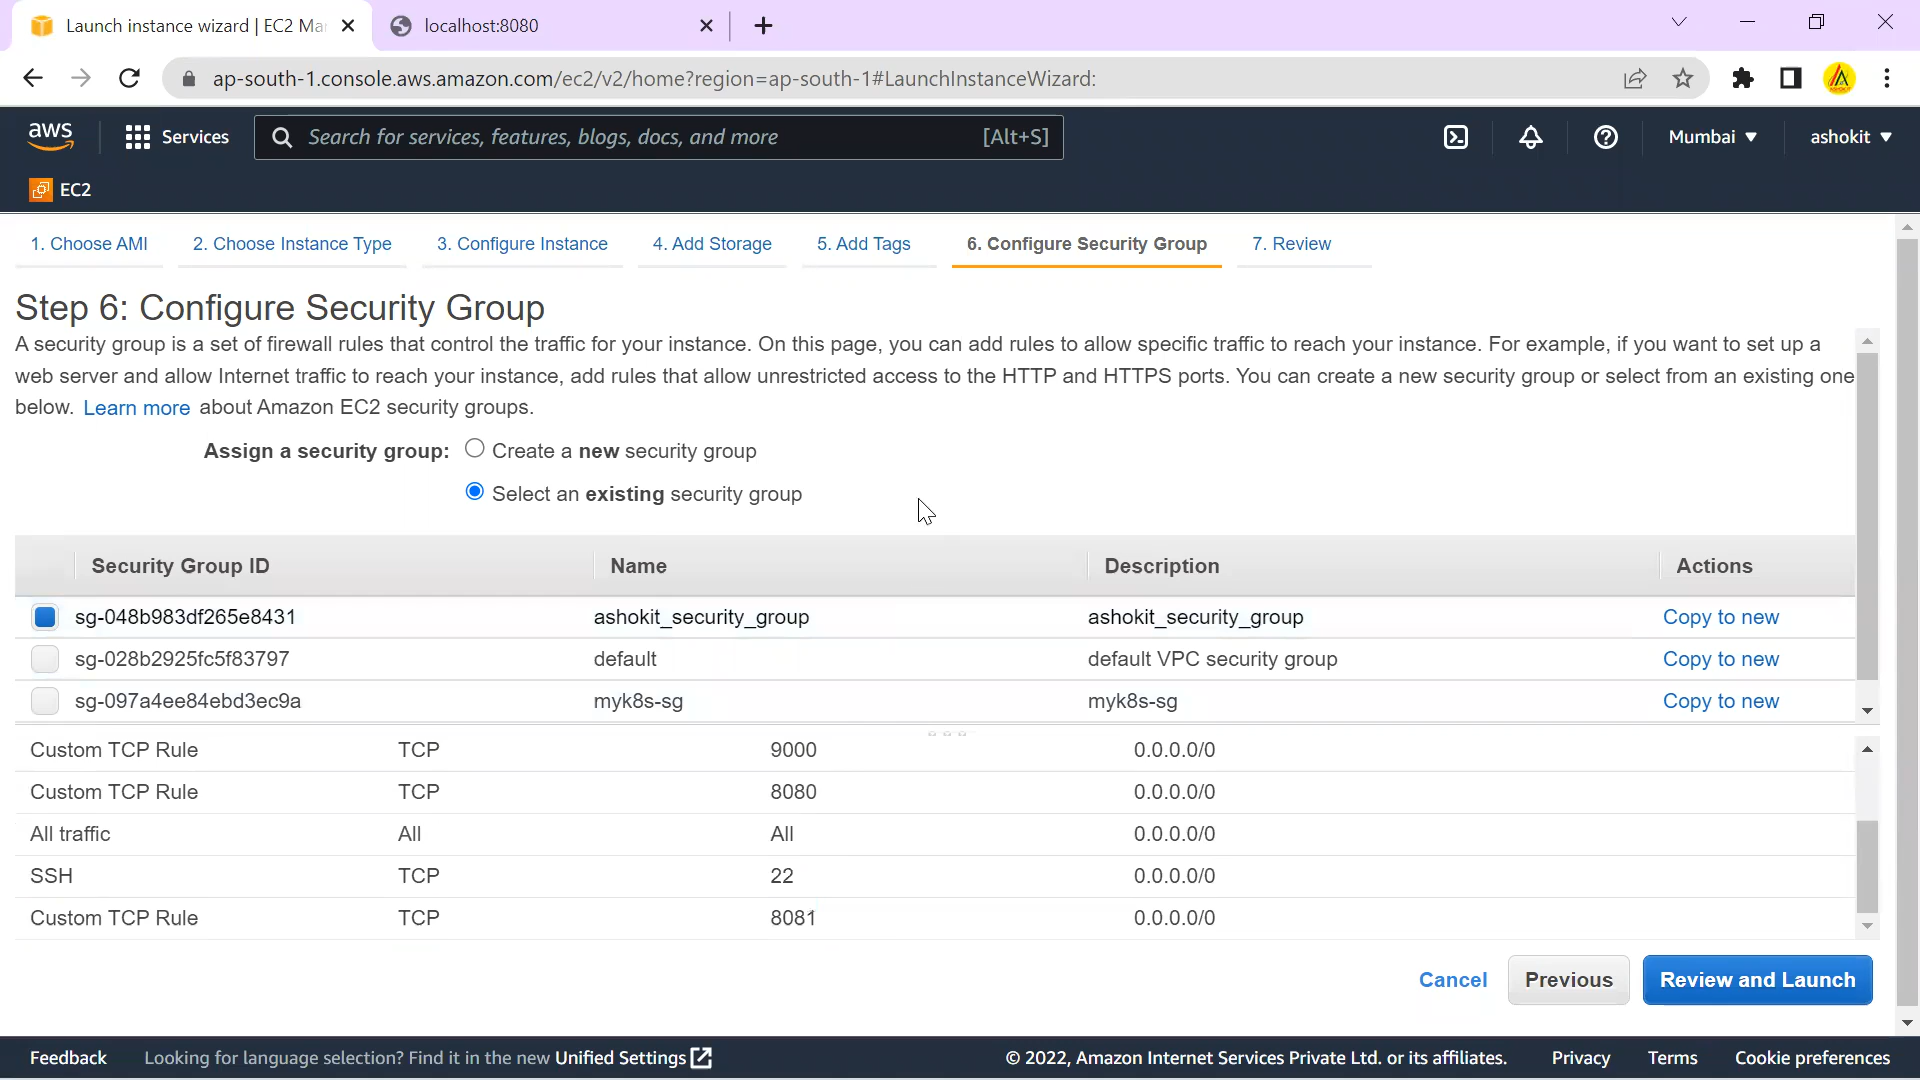 Launch instance wizard | EC2 Ma
localhost:8080
ap-south-1.console.aws.amazon.com/ec2/v2/home?region=ap-south-1#LaunchInstanceWizard:
aws
Services
Search for services, features, blogs, docs, and more
[Alt+S]
Mumbai
ashokit
EC2
1. Choose AMI
2. Choose Instance Type
3. Configure Instance
4. Add Storage
5. Add Tags
6. Configure Security Group
7. Review
Step 6: Configure Security Group
A security group is a set of firewall rules that control the traffic for your instance. On this page, you can add rules to allow specific traffic to reach your instance. For example, if you want to set up a
web server and allow Internet traffic to reach your instance, add rules that allow unrestricted access to the HTTP and HTTPS ports. You can create a new security group or select from an existing one
below. Learn more about Amazon EC2 security groups.
Assign a security group: Create a new security group
Select an existing security group
Security Group ID Name Description Actions
sg-048b983df265e8431 ashokit_security_group ashokit_security_group Copy to new
sg-028b2925fc5f83797 default default VPC security group Copy to new
sg-097a4ee84ebd3ec9a myk8s-sg myk8s-sg Copy to new
Custom TCP Rule TCP 9000 0.0.0.0/0
Custom TCP Rule TCP 8080 0.0.0.0/0
All traffic All All 0.0.0.0/0
SSH TCP 22 0.0.0.0/0
Custom TCP Rule TCP 8081 0.0.0.0/0
Cancel
Previous
Review and Launch
Feedback
Looking for language selection? Find it in the new Unified Settings
© 2022, Amazon Internet Services Private Ltd. or its affiliates.
Privacy
Terms
Cookie preferences